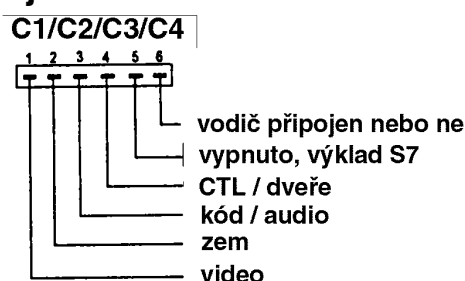 C1/C2/C3/C4
1 2 3 4 5 6
vodič připojen nebo ne
vypnuto, výklad S7
CTL / dveře
kód / audio
zem
video